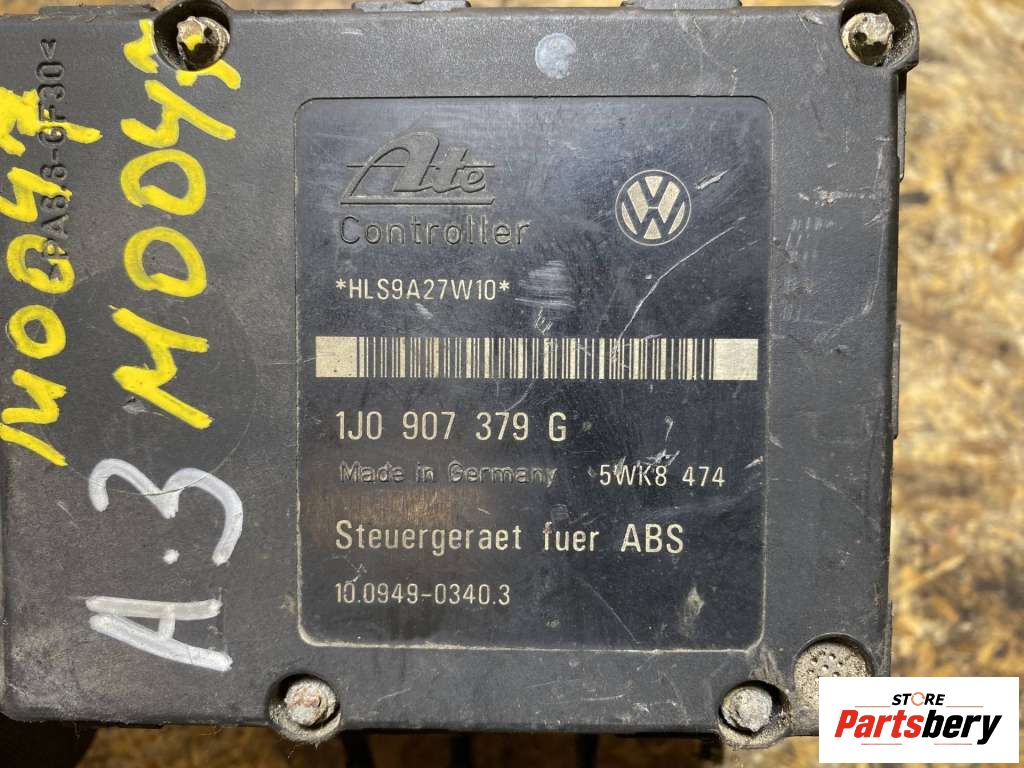 Ate
Controller
*HLS9A27W10*
1J0 907 379 G
Made in Germany 5WK8 474
Steuergeraet fuer ABS
10.0949-0340.3
M0047
A.3
STORE
Partsbery